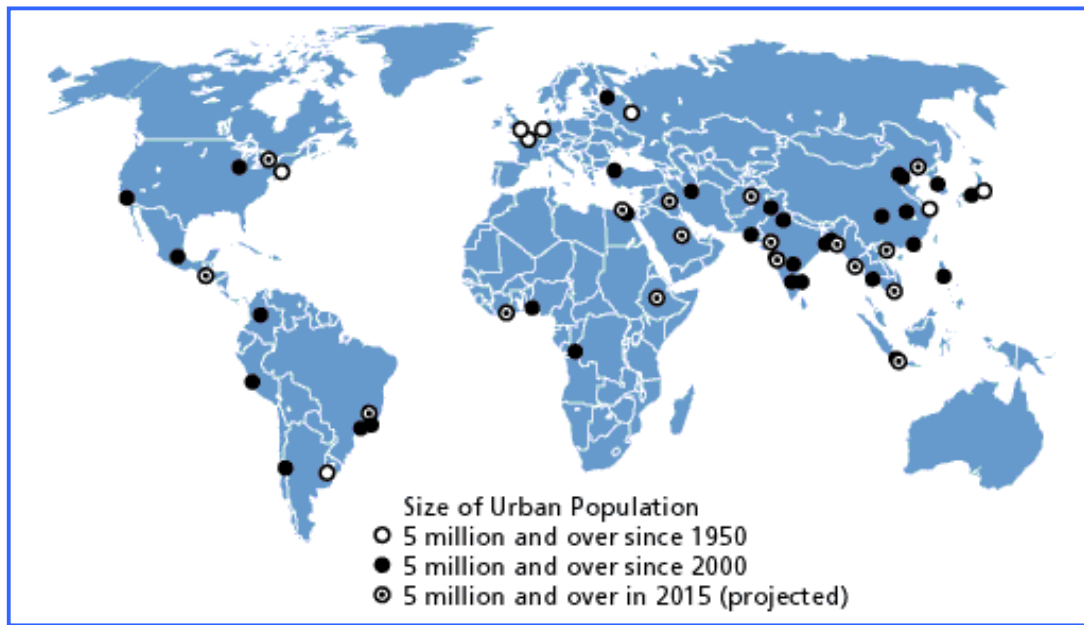 Size of Urban Population
5 million and over since 1950
5 million and over since 2000
5 million and over in 2015 (projected)